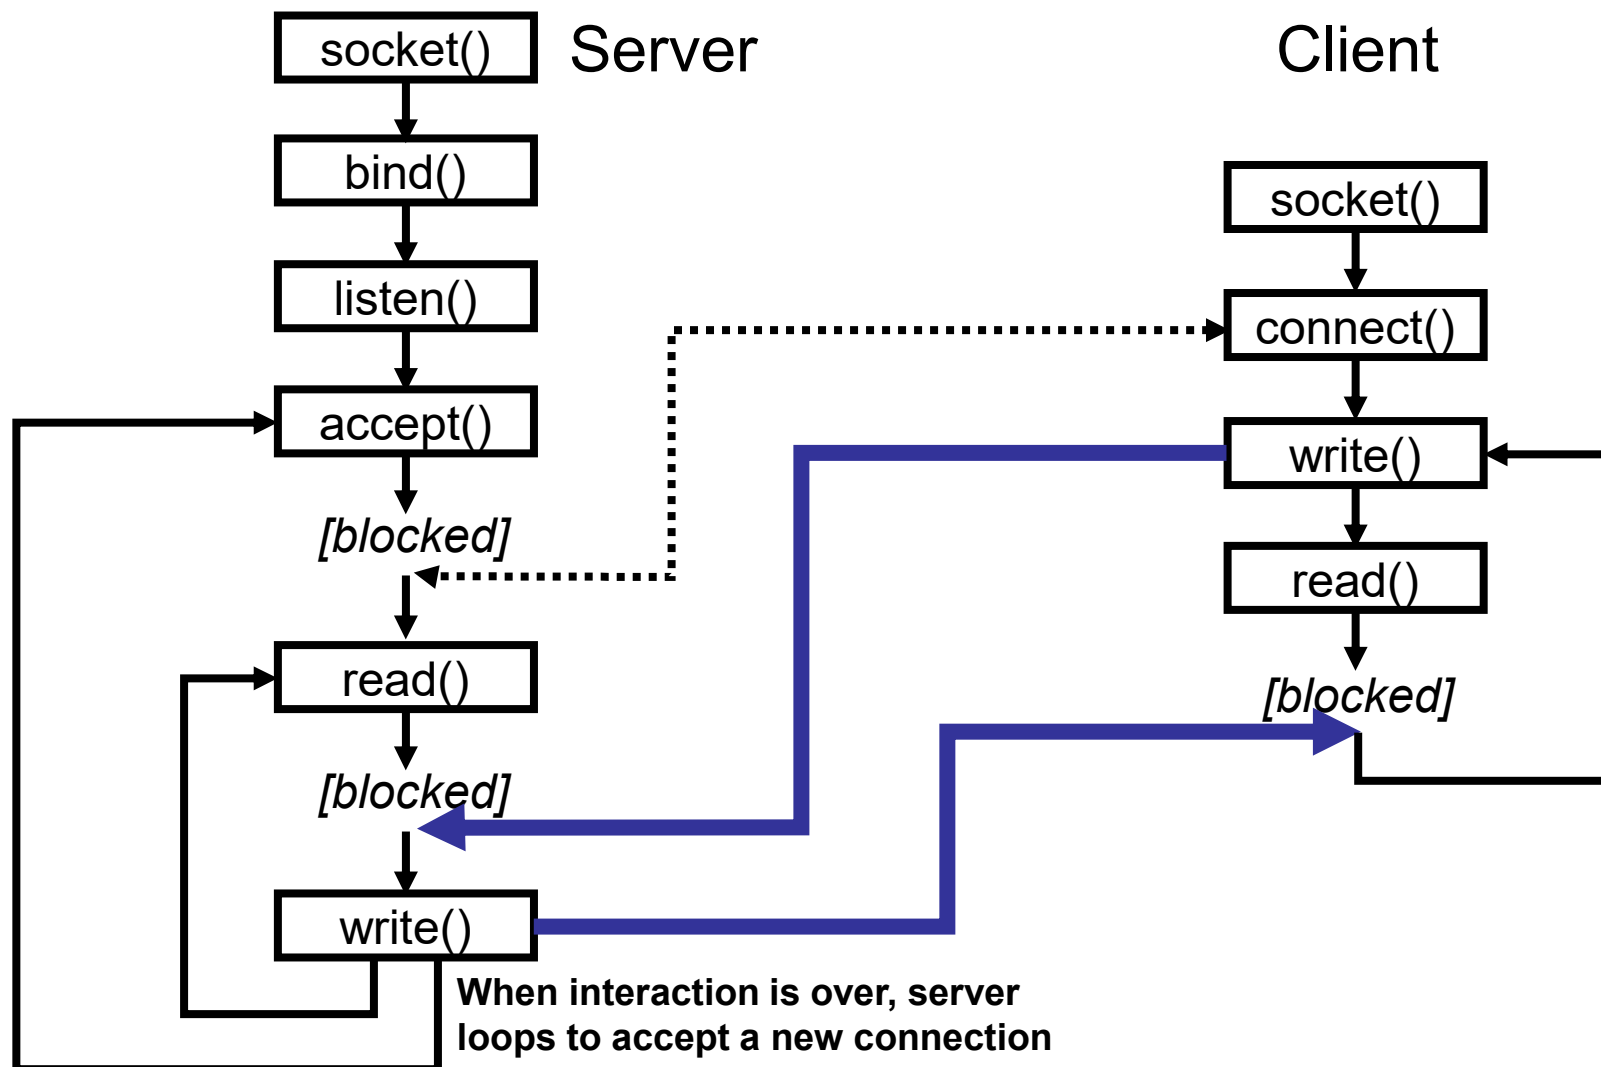 socket()
Server
bind()
listen()
accept()
[blocked]
read()
[blocked]
write()
When interaction is over, server
loops to accept a new connection
Client
socket()
connect()
write()
read()
[blocked]